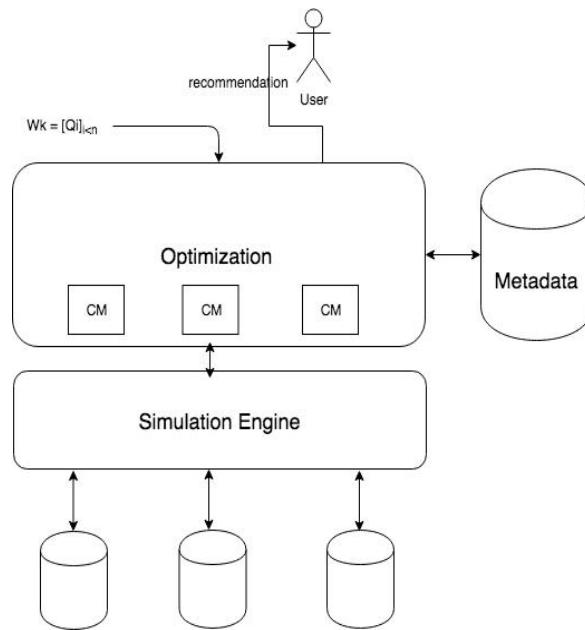 recommendation
User
Wk = [Qi]i<n
Optimization
Metadata
CM
CM
CM
Simulation Engine